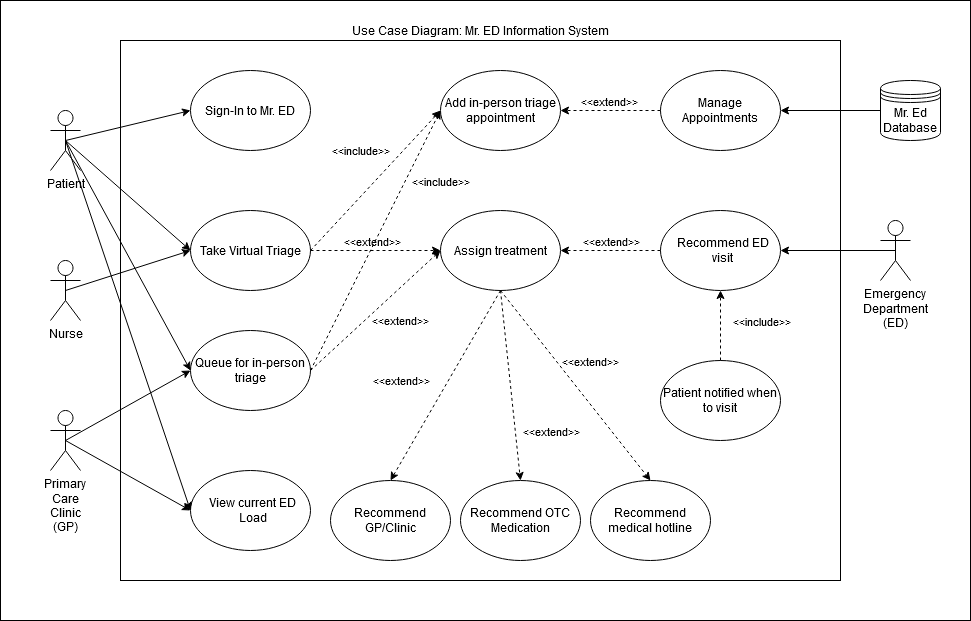 Use Case Diagram: Mr. ED Information System
Sign-In to Mr. ED
Add in-person triage
appointment
<<extend>>
Manage
Appointments
Mr. Ed
Database
Patient
<<include>>
<<include>>
Take Virtual Triage
<<extend>>
Assign treatment
<<extend>>
Recommend ED
visit
Emergency
Department
(ED)
Nurse
<<extend>>
<<include>>
Queue for in-person
triage
<<extend>>
<<extend>>
Patient notified when
to visit
<<extend>>
Primary
Care
Clinic
(GP)
View current ED
Load
Recommend
GP/Clinic
Recommend OTC
Medication
Recommend
medical hotline